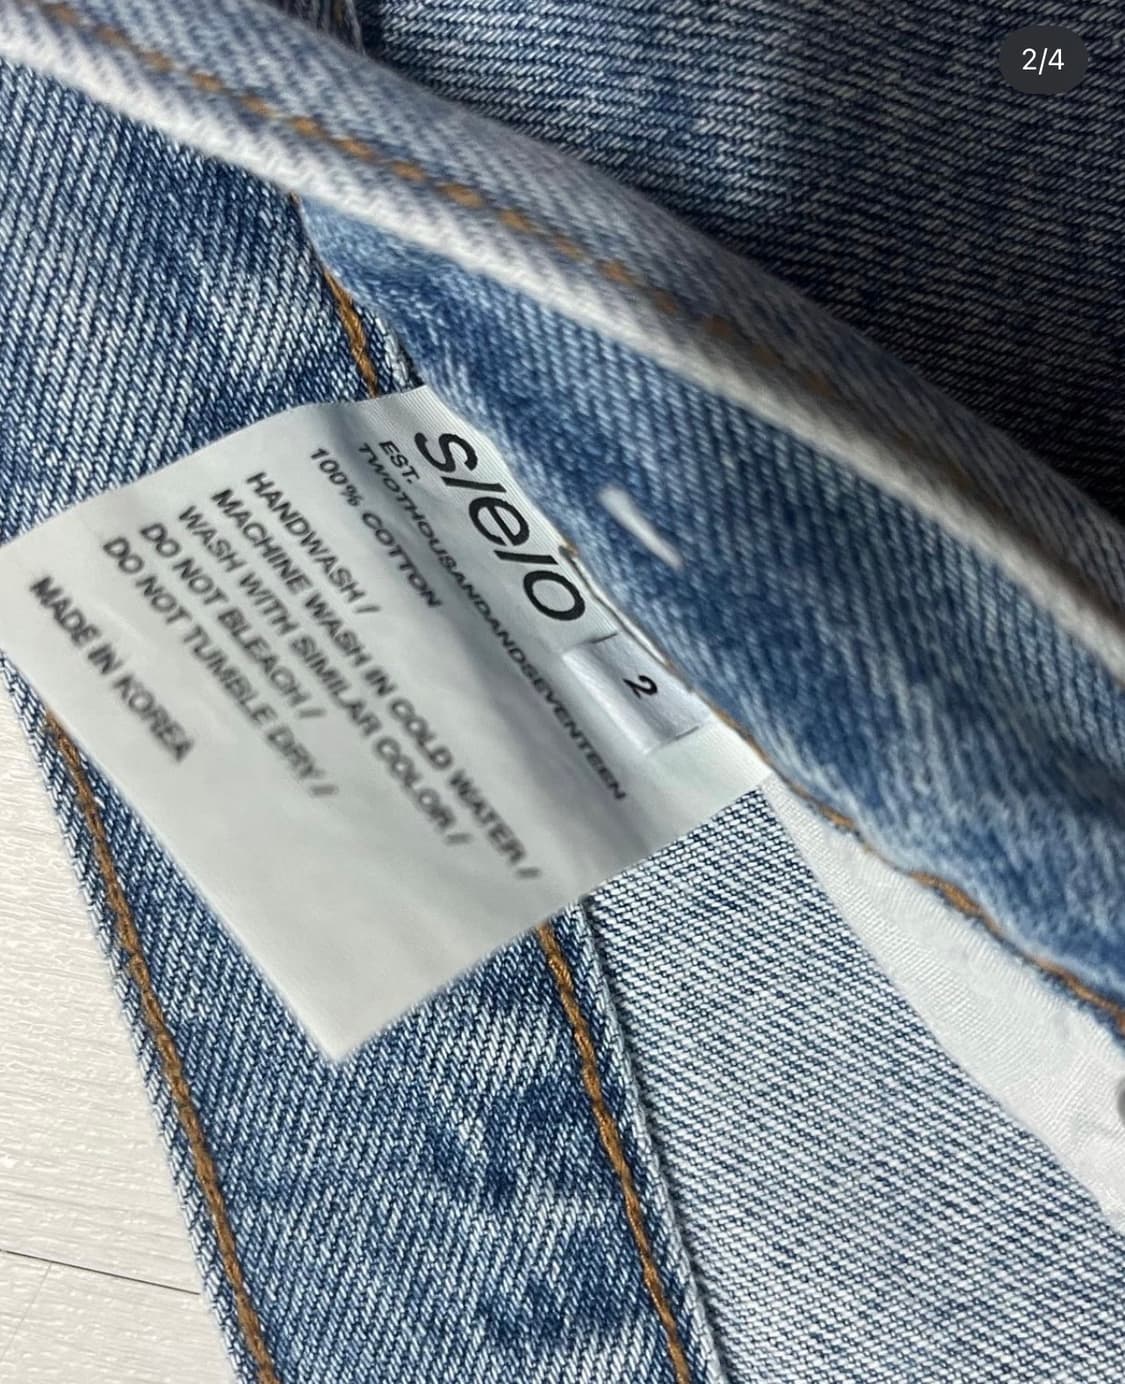 2/4
s/e/o
2
EST.
TWOTHOUSANDANDSEVENTEEN
100% COTTON
HANDWASH /
MACHINE WASH IN COLD WATER /
WASH WITH SIMILAR COLOR /
DO NOT BLEACH /
DO NOT TUMBLE DRY /
MADE IN KOREA